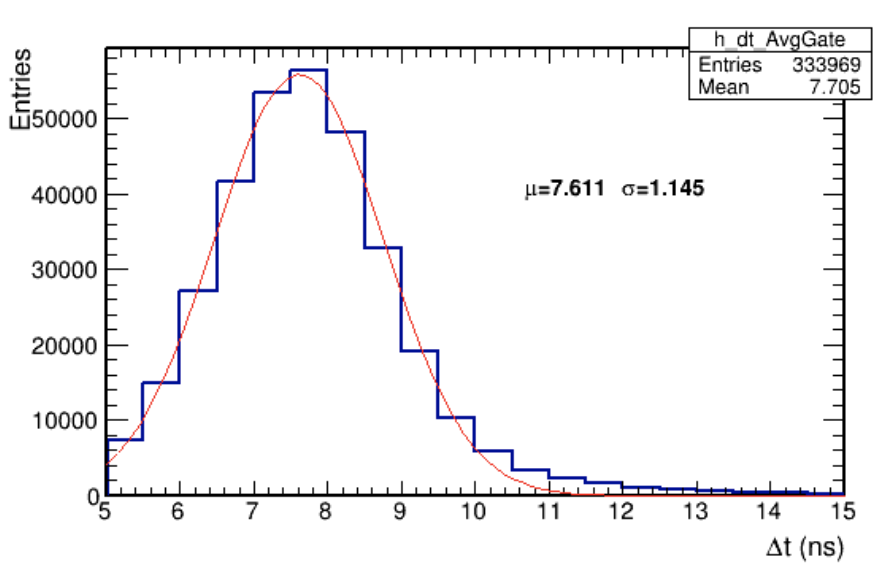 h_dt_AvgGate
Entries 333969
Mean 7.705
Entries
50000
40000
30000
20000
10000
0
μ=7.611 σ=1.145
5 6 7 8 9 10 11 12 13 14 15
Δt (ns)